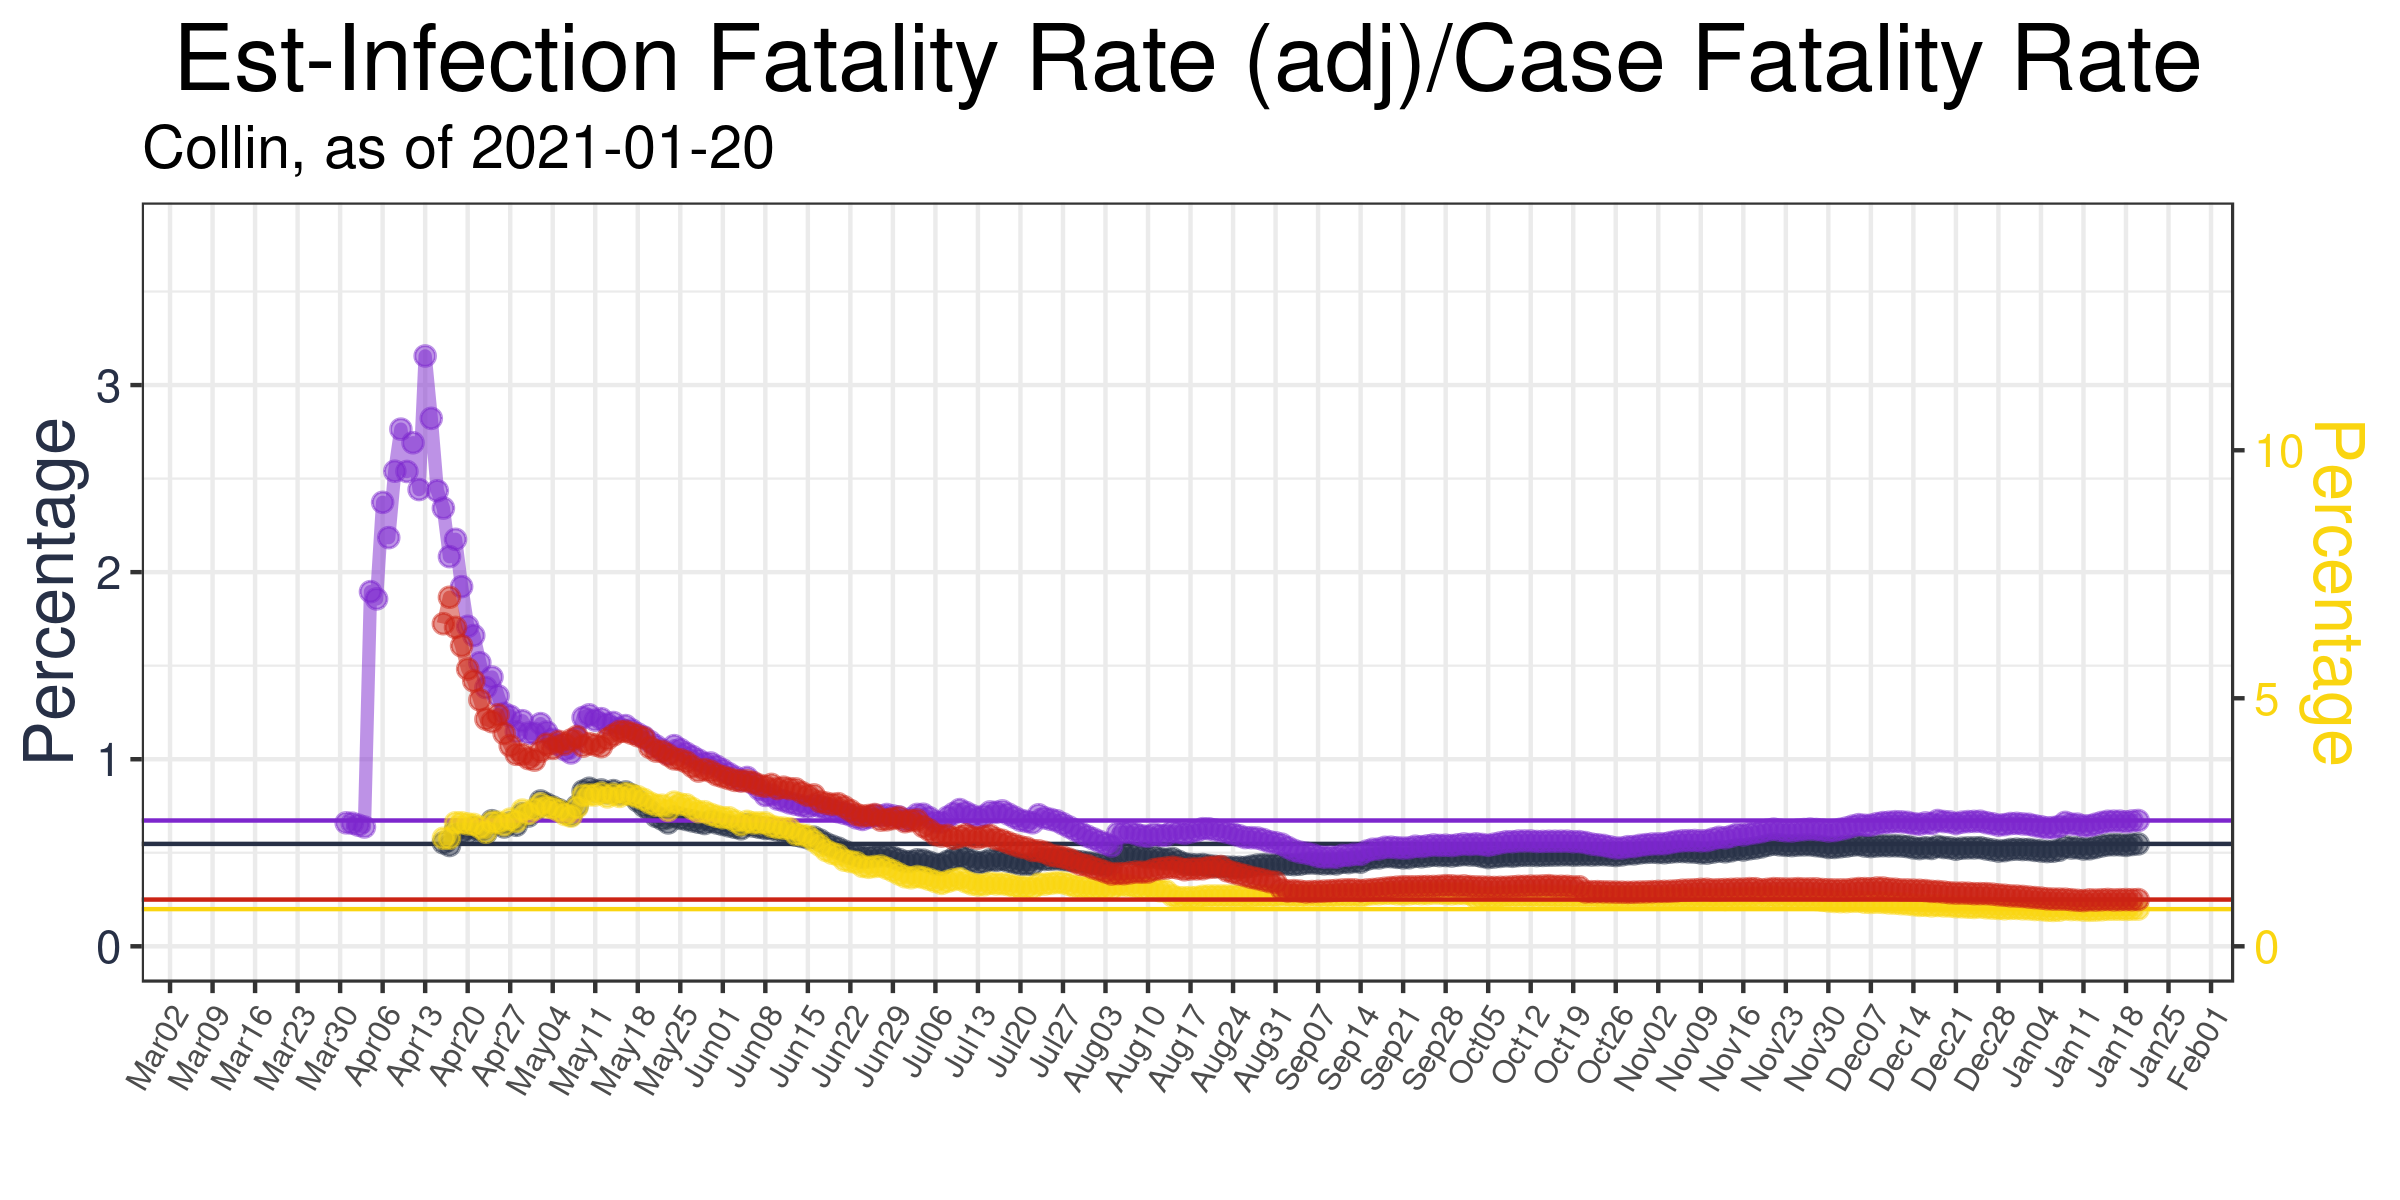 Est-Infection Fatality Rate (adj)/Case Fatality Rate
Collin, as of 2021-01-20
Percentage
3
2
1
0
10
5
0
Percentage
Mar02 Mar09 Mar16 Mar23 Mar30 Apr06 Apr13 Apr20 Apr27 May04 May11 May18 May25 Jun01 Jun08 Jun15 Jun22 Jun29 Jul06 Jul13 Jul20 Jul27 Aug03 Aug10 Aug17 Aug24 Aug31 Sep07 Sep14 Sep21 Sep28 Oct05 Oct12 Oct19 Oct26 Nov02 Nov09 Nov16 Nov23 Nov30 Dec07 Dec14 Dec21 Dec28 Jan04 Jan11 Jan18 Jan25 Feb01